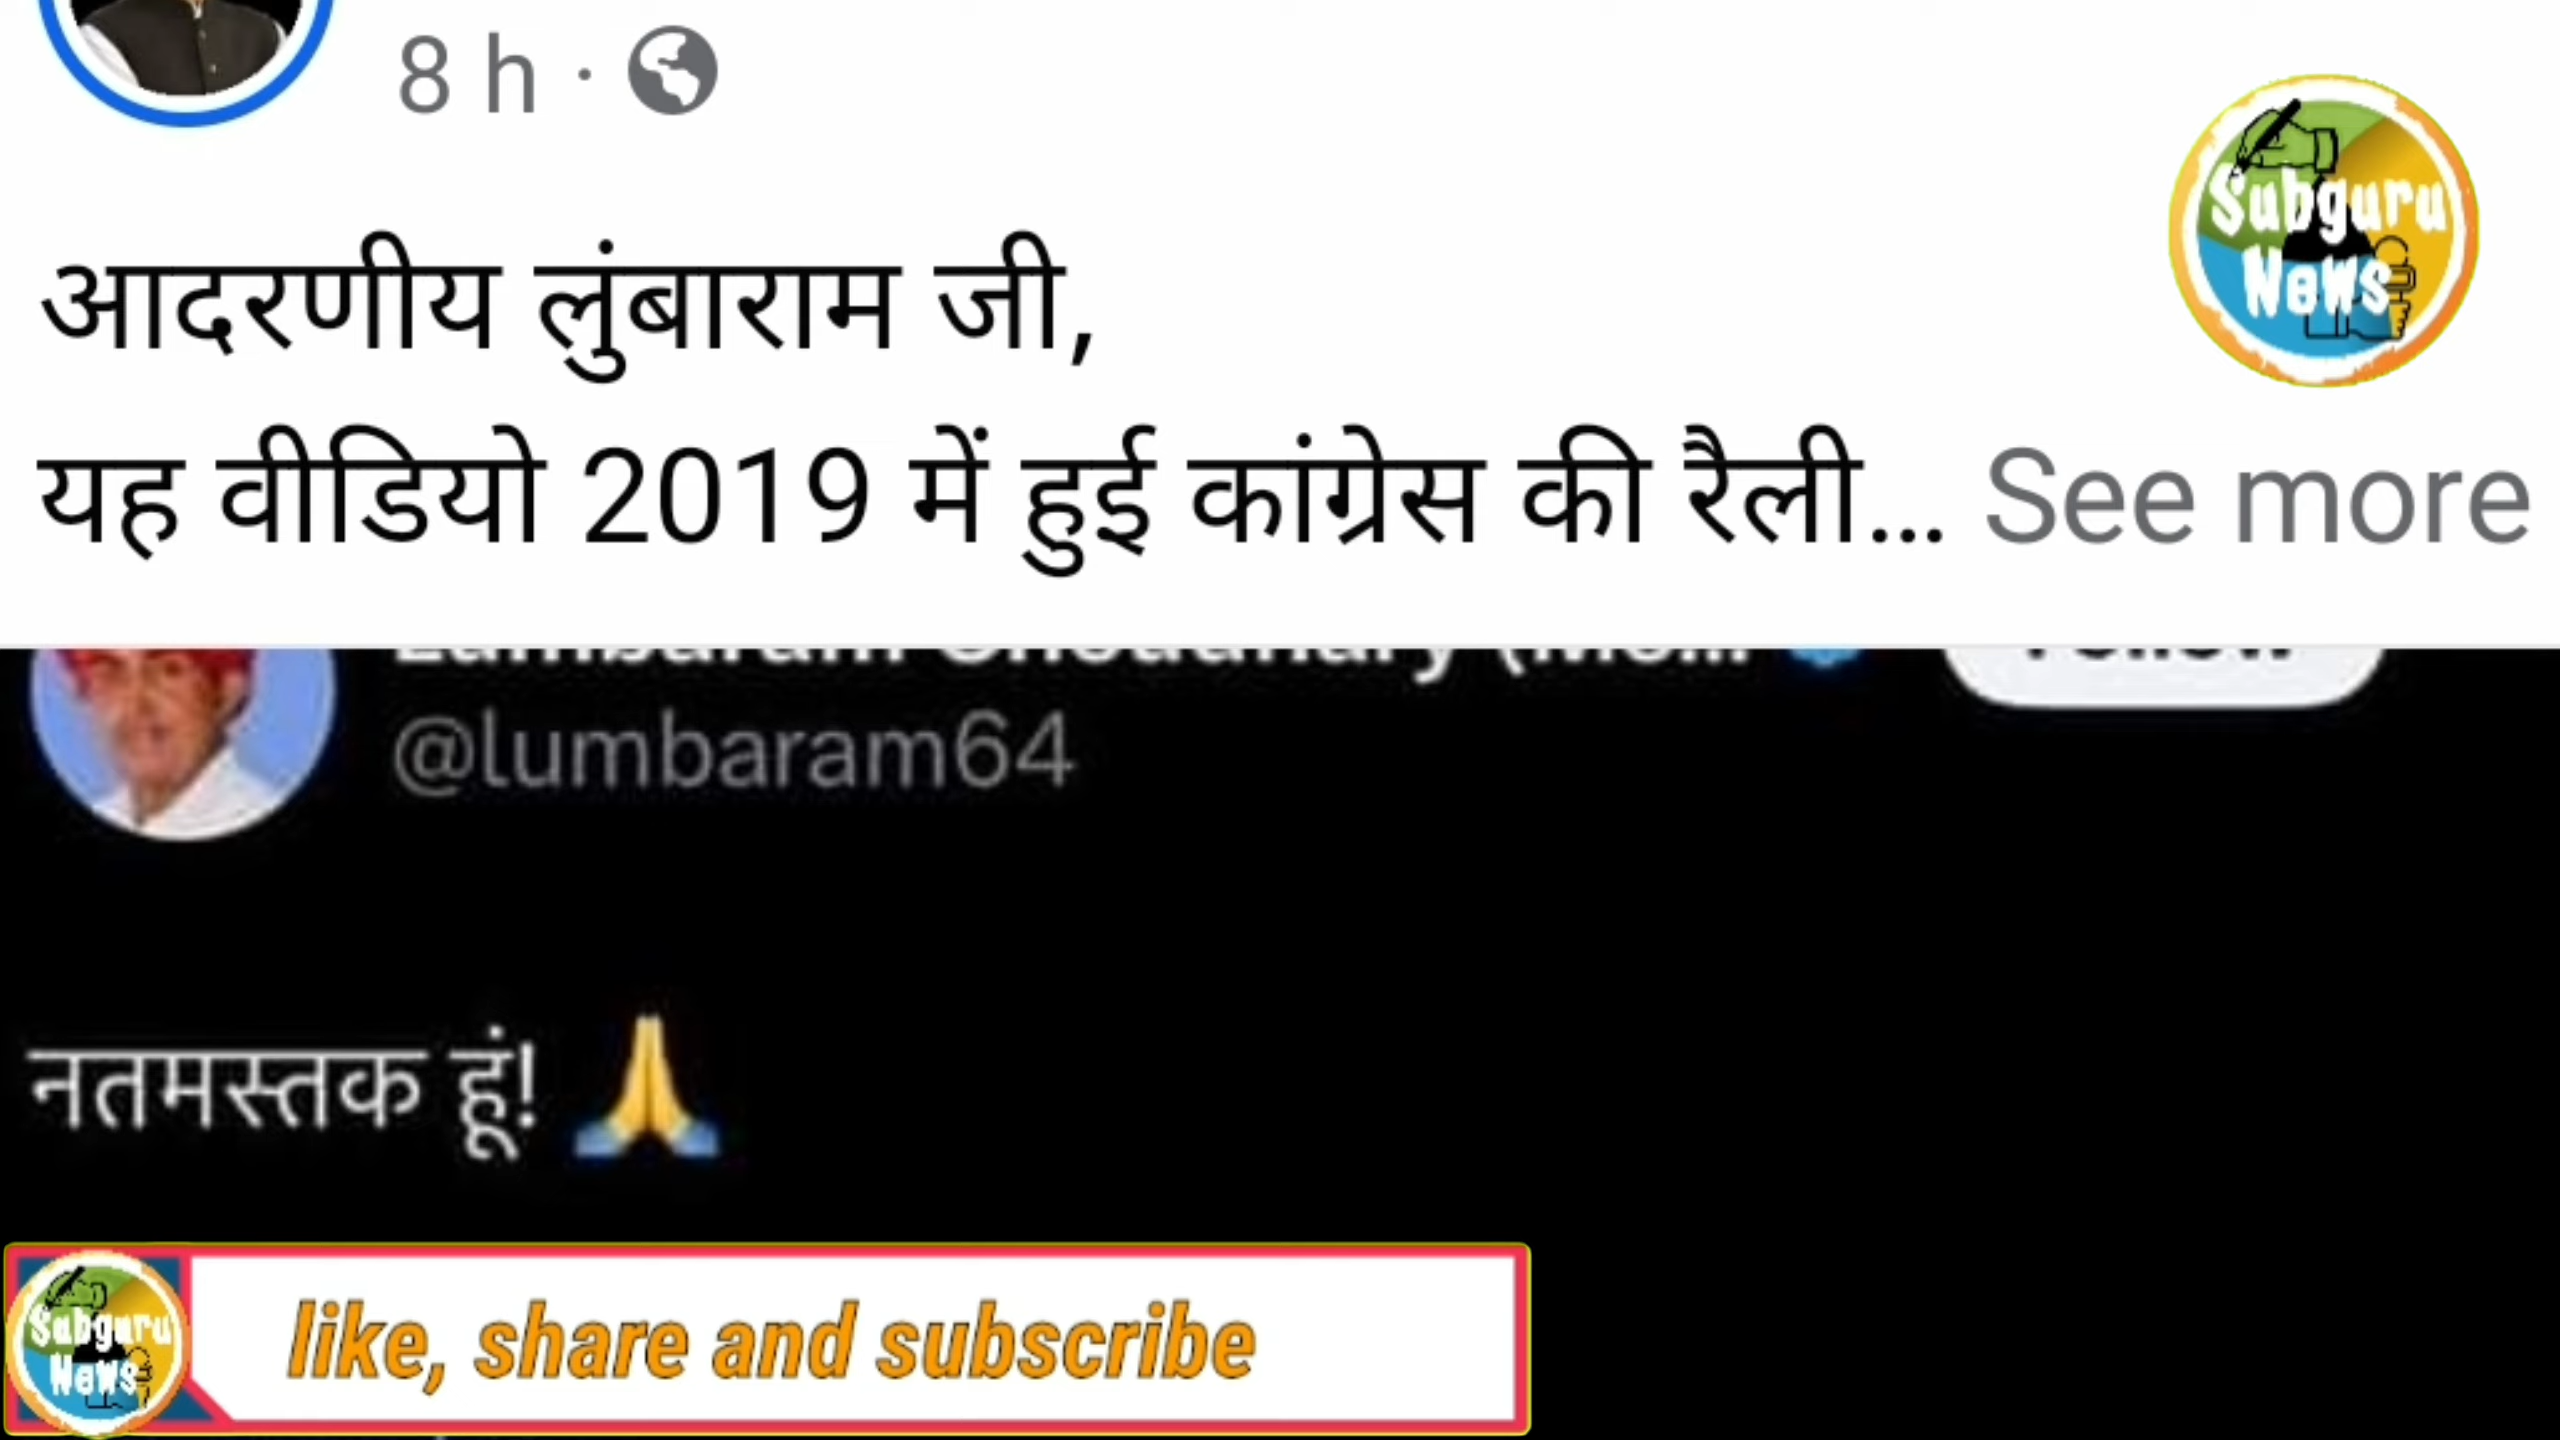 8 h ·
Subguru
News
आदरणीय लुंबाराम जी,
यह वीडियो 2019 में हुई कांग्रेस की रैली... See more
@lumbaram64
नतमस्तक हूं! 🙏
Subguru
News
like, share and subscribe